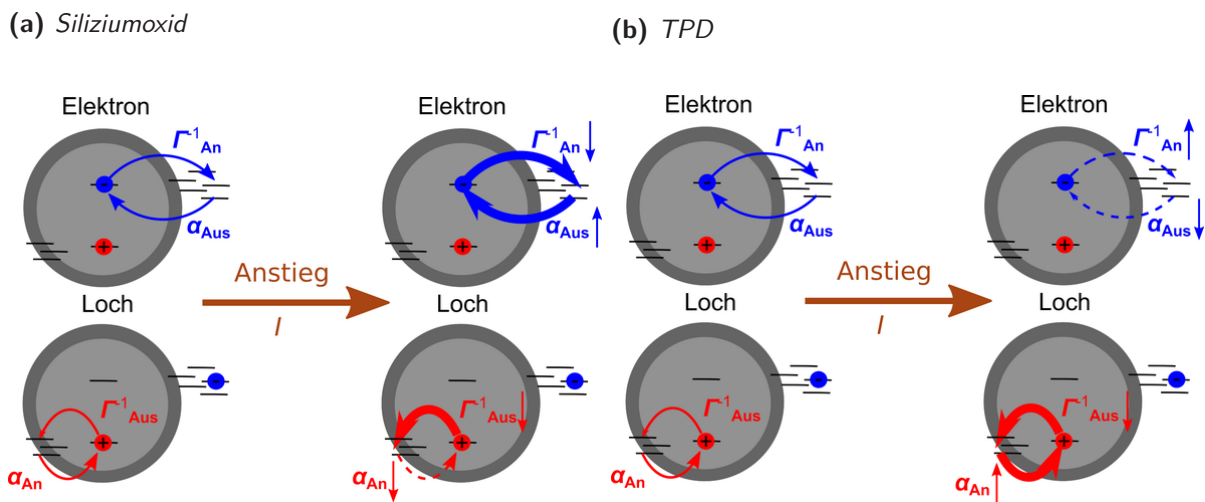 (a) Siliziumoxid
Elektron
Γ⁻¹An
αAus
+
Anstieg
I
Loch
Γ⁻¹Aus
+
αAn
Elektron
Γ⁻¹An
αAus
+
Loch
Γ⁻¹Aus
+
αAn
(b) TPD
Elektron
Γ⁻¹An
αAus
+
Anstieg
I
Loch
Γ⁻¹Aus
+
αAn
Elektron
Γ⁻¹An
αAus
+
Loch
Γ⁻¹Aus
+
αAn